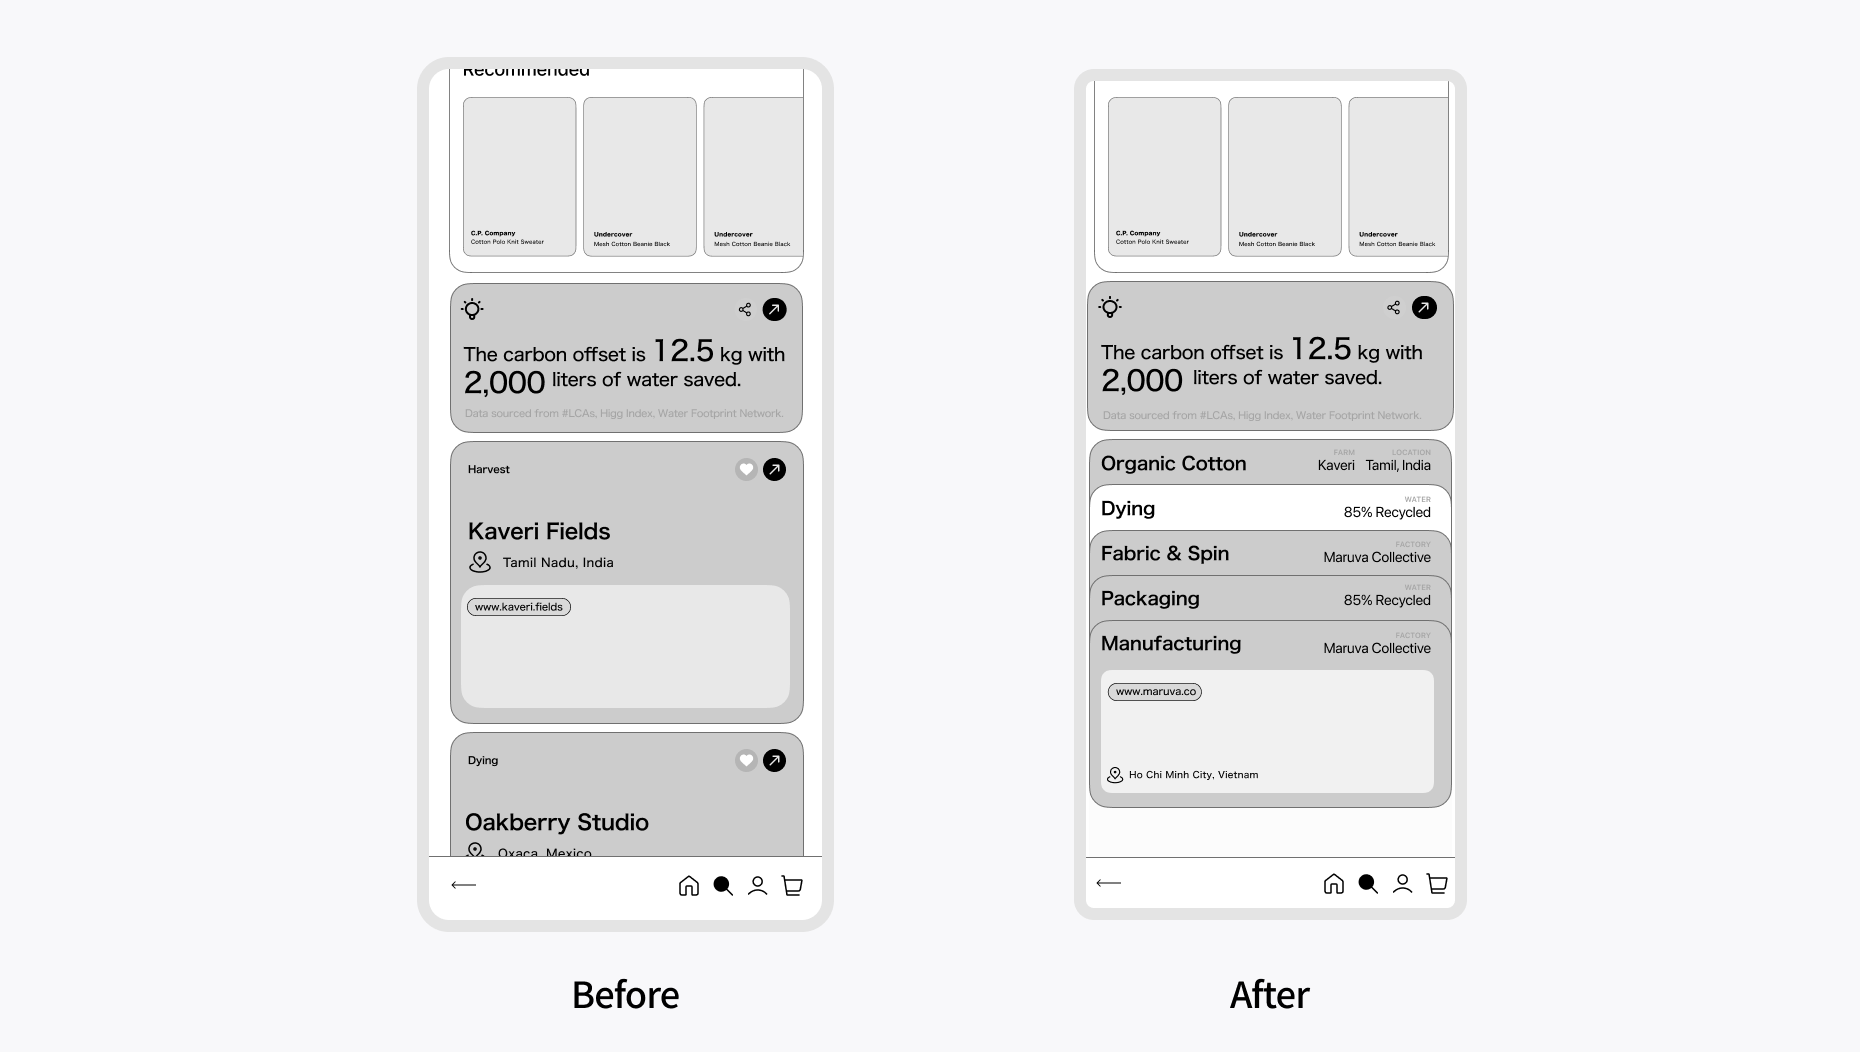 Recommended
C.P. Company
Cotton Polo Knit Sweater
Undercover
Mesh Cotton Beanie Black
Undercover
Mesh Cotton Beanie Black
The carbon offset is 12.5 kg with
2,000 liters of water saved.
Data sourced from #LCAs, Higg Index, Water Footprint Network.
Harvest
Kaveri Fields
Tamil Nadu, India
www.kaveri.fields
Dying
Oakberry Studio
Oxaca, Mexico
Before
C.P. Company
Cotton Polo Knit Sweater
Undercover
Mesh Cotton Beanie Black
Undercover
Mesh Cotton Beanie Black
The carbon offset is 12.5 kg with
2,000 liters of water saved.
Data sourced from #LCAs, Higg Index, Water Footprint Network.
Organic Cotton
FARM
Kaveri
LOCATION
Tamil, India
Dying
WATER
85% Recycled
Fabric & Spin
FACTORY
Maruva Collective
Packaging
WATER
85% Recycled
Manufacturing
FACTORY
Maruva Collective
www.maruva.co
Ho Chi Minh City, Vietnam
After